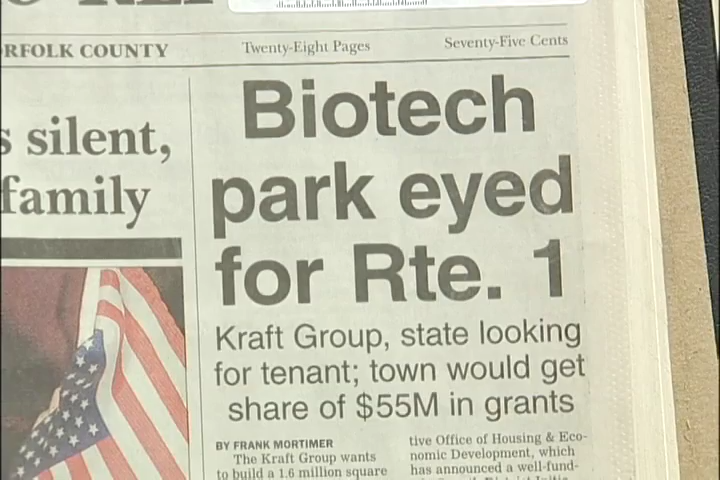 RFOLK COUNTY Twenty-Eight Pages Seventy-Five Cents
s silent,
family
Biotech
park eyed
for Rte. 1
Kraft Group, state looking
for tenant; town would get
share of $55M in grants
BY FRANK MORTIMER
The Kraft Group wants
to build a 1.6 million square
tive Office of Housing & Eco-
nomic Development, which
has announced a well-fund-